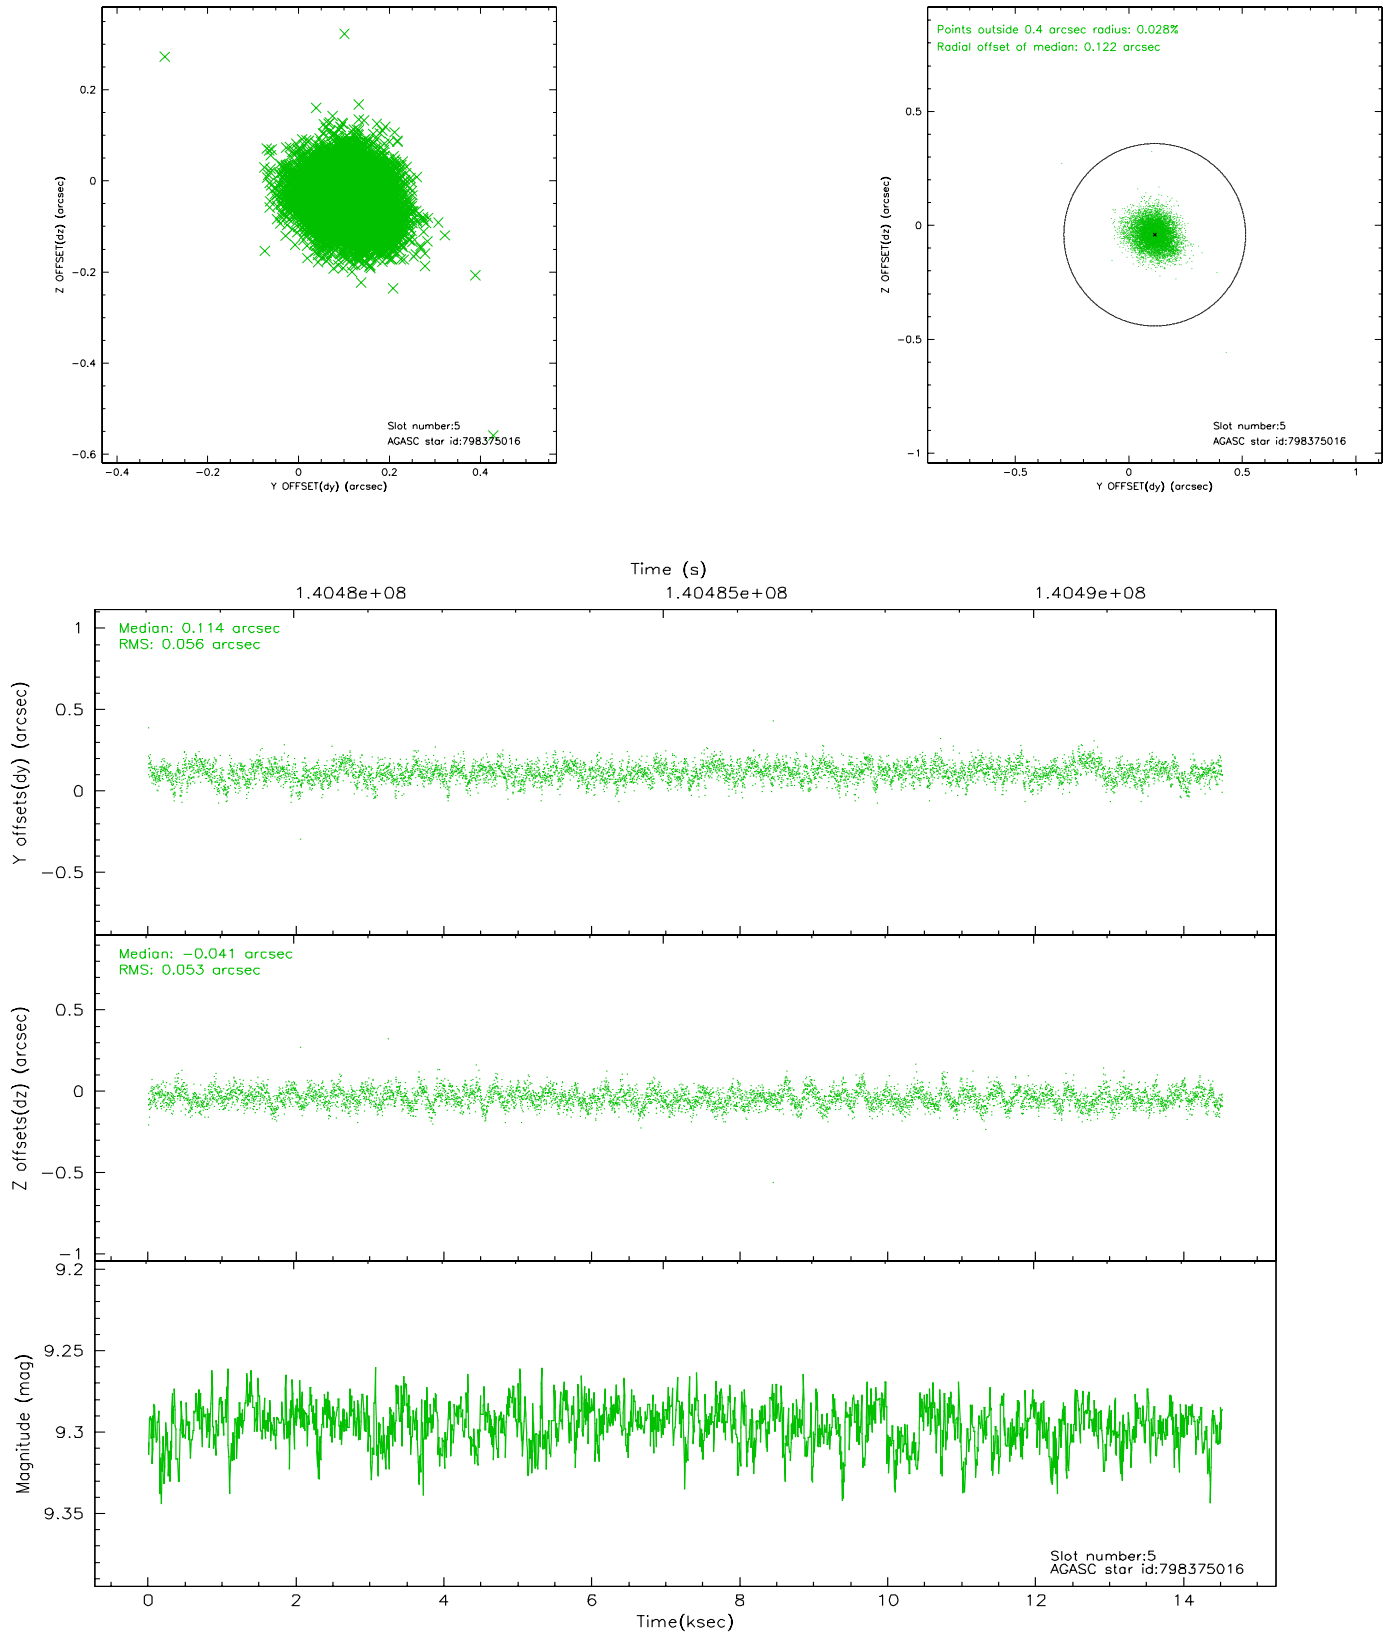 0.2
0
−0.2
−0.4
−0.6
−0.4
−0.2
0
0.2
0.4
Z OFFSET(dz) (arcsec)
Y OFFSET(dy) (arcsec)
Slot number:5
AGASC star id:798375016
Points outside 0.4 arcsec radius: 0.028%
Radial offset of median: 0.122 arcsec
0.5
0
−0.5
−1
−0.5
0
0.5
1
Z OFFSET(dz) (arcsec)
Y OFFSET(dy) (arcsec)
Slot number:5
AGASC star id:798375016
Time (s)
1.4048e+08
1.40485e+08
1.4049e+08
Median: 0.114 arcsec
RMS: 0.056 arcsec
1
0.5
0
−0.5
Y offsets(dy) (arcsec)
Median: −0.041 arcsec
RMS: 0.053 arcsec
0.5
0
−0.5
−1
Z offsets(dz) (arcsec)
9.2
9.25
9.3
9.35
Magnitude (mag)
Slot number:5
AGASC star id:798375016
0
2
4
6
8
10
12
14
Time(ksec)